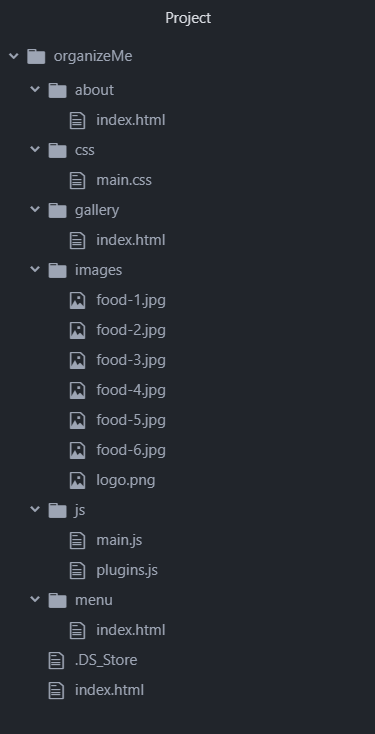 Project
organizeMe
about
index.html
css
main.css
gallery
index.html
images
food-1.jpg
food-2.jpg
food-3.jpg
food-4.jpg
food-5.jpg
food-6.jpg
logo.png
js
main.js
plugins.js
menu
index.html
.DS_Store
index.html